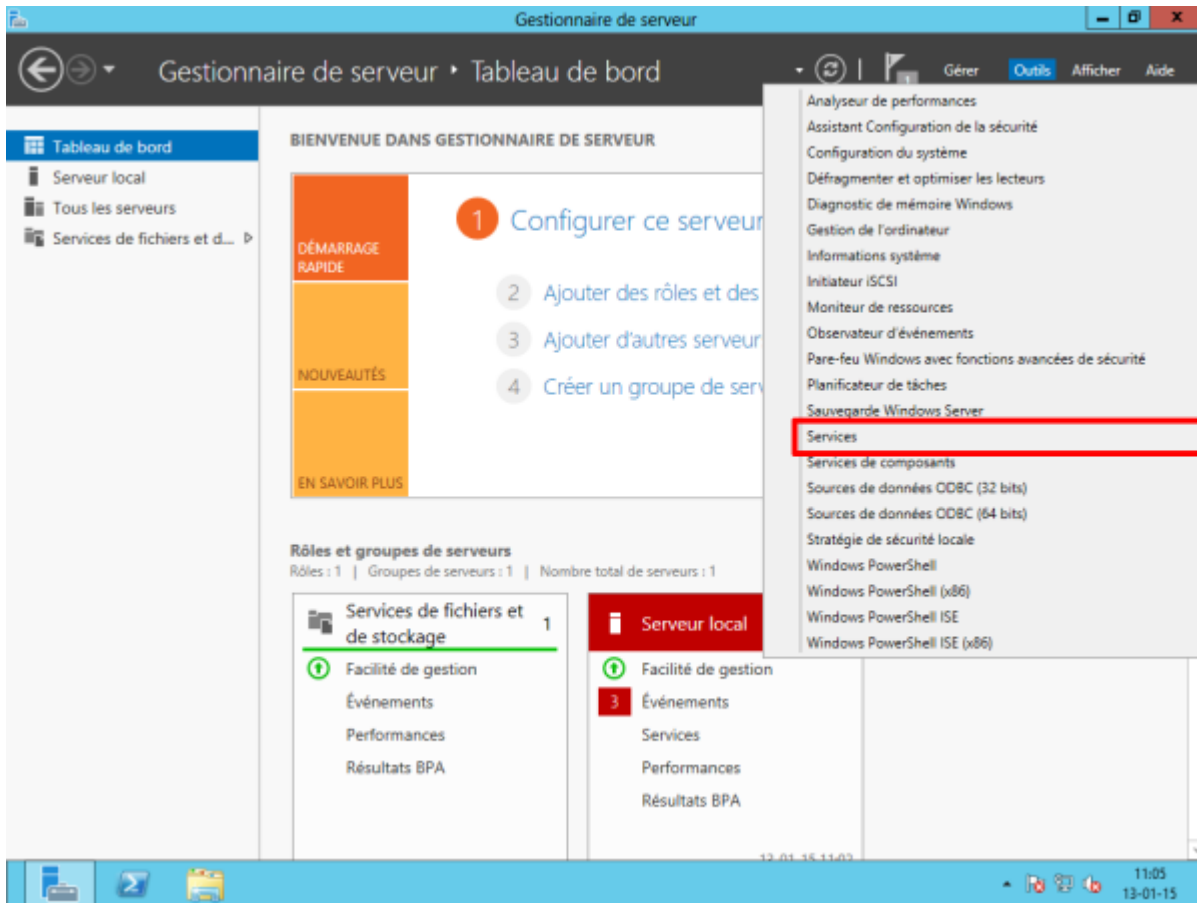 Gestionnaire de serveur
Gestionnaire de serveur ‣ Tableau de bord
1
Gérer
Outils
Afficher
Aide
Tableau de bord
Serveur local
Tous les serveurs
Services de fichiers et d...
BIENVENUE DANS GESTIONNAIRE DE SERVEUR
DÉMARRAGE
RAPIDE
NOUVEAUTÉS
EN SAVOIR PLUS
1 Configurer ce serveur
2 Ajouter des rôles et des
3 Ajouter d'autres serveur
4 Créer un groupe de serv
Analyseur de performances
Assistant Configuration de la sécurité
Configuration du système
Défragmenter et optimiser les lecteurs
Diagnostic de mémoire Windows
Gestion de l'ordinateur
Informations système
Initiateur iSCSI
Moniteur de ressources
Observateur d'événements
Pare-feu Windows avec fonctions avancées de sécurité
Planificateur de tâches
Sauvegarde Windows Server
Services
Services de composants
Sources de données ODBC (32 bits)
Sources de données ODBC (64 bits)
Stratégie de sécurité locale
Windows PowerShell
Windows PowerShell (x86)
Windows PowerShell ISE
Windows PowerShell ISE (x86)
Rôles et groupes de serveurs
Rôles : 1 | Groupes de serveurs : 1 | Nombre total de serveurs : 1
Services de fichiers et
de stockage
1
Facilité de gestion
Événements
Performances
Résultats BPA
Serveur local
Facilité de gestion
3 Événements
Services
Performances
Résultats BPA
13-01-15 11:02
11:05
13-01-15